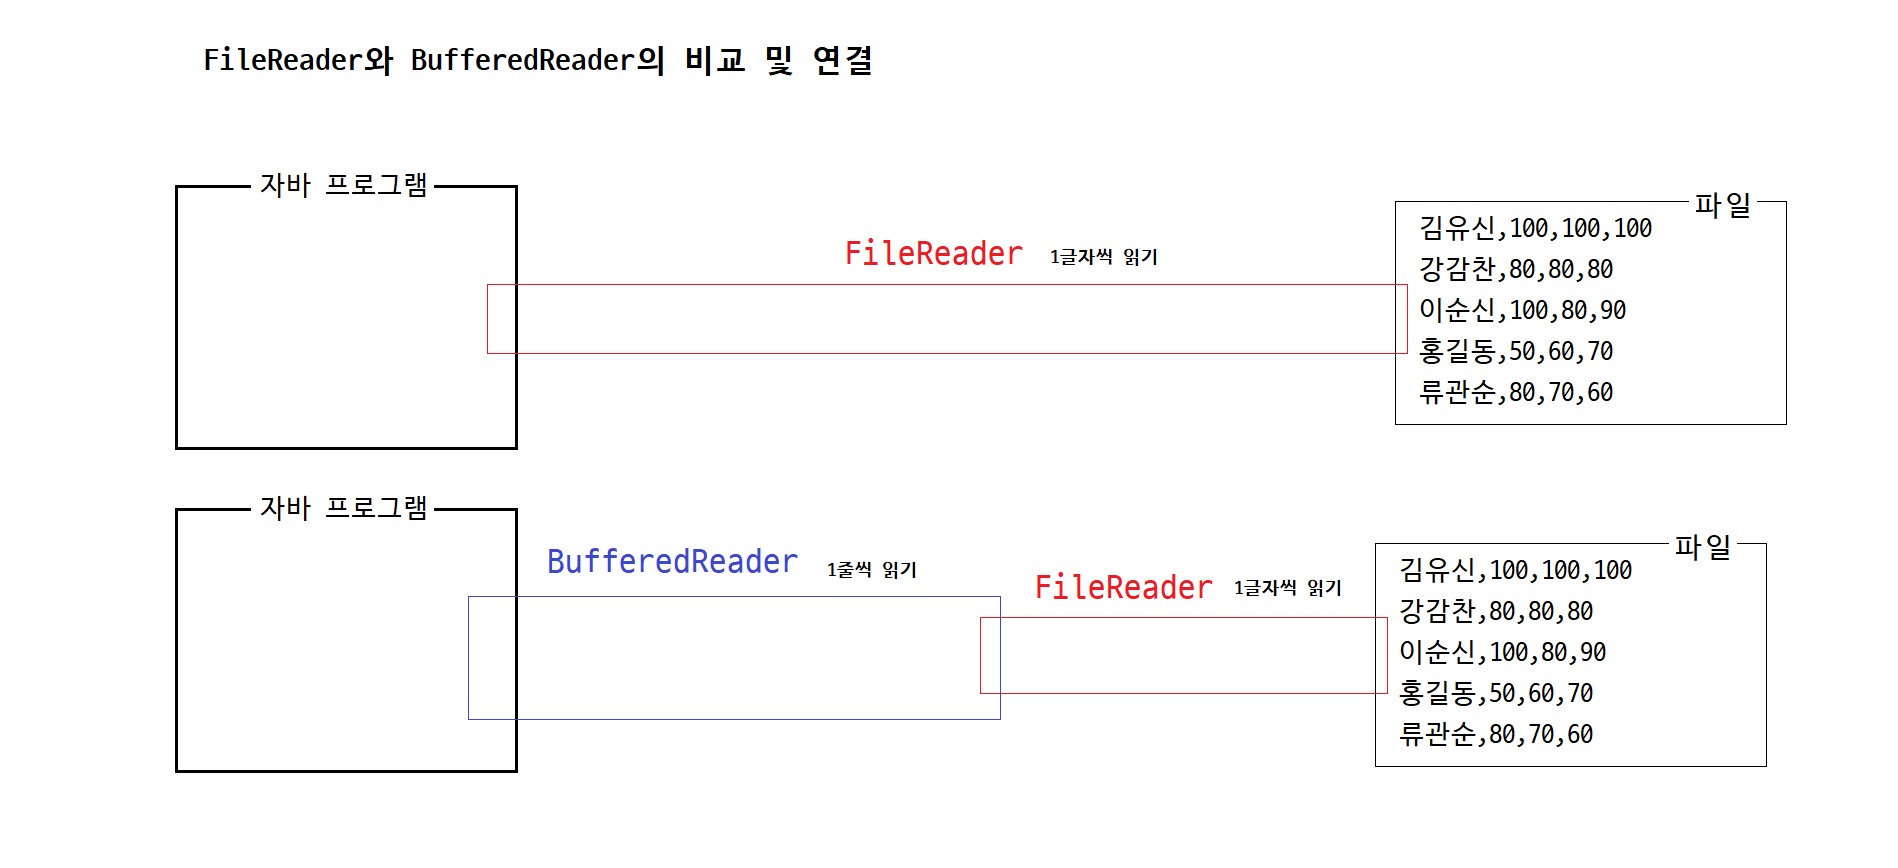 FileReader와 BufferedReader의 비교 및 연결
자바 프로그램
파일
FileReader 1글자씩 읽기
김유신,100,100,100
강감찬,80,80,80
이순신,100,80,90
홍길동,50,60,70
류관순,80,70,60
자바 프로그램
파일
BufferedReader 1줄씩 읽기
FileReader 1글자씩 읽기
김유신,100,100,100
강감찬,80,80,80
이순신,100,80,90
홍길동,50,60,70
류관순,80,70,60